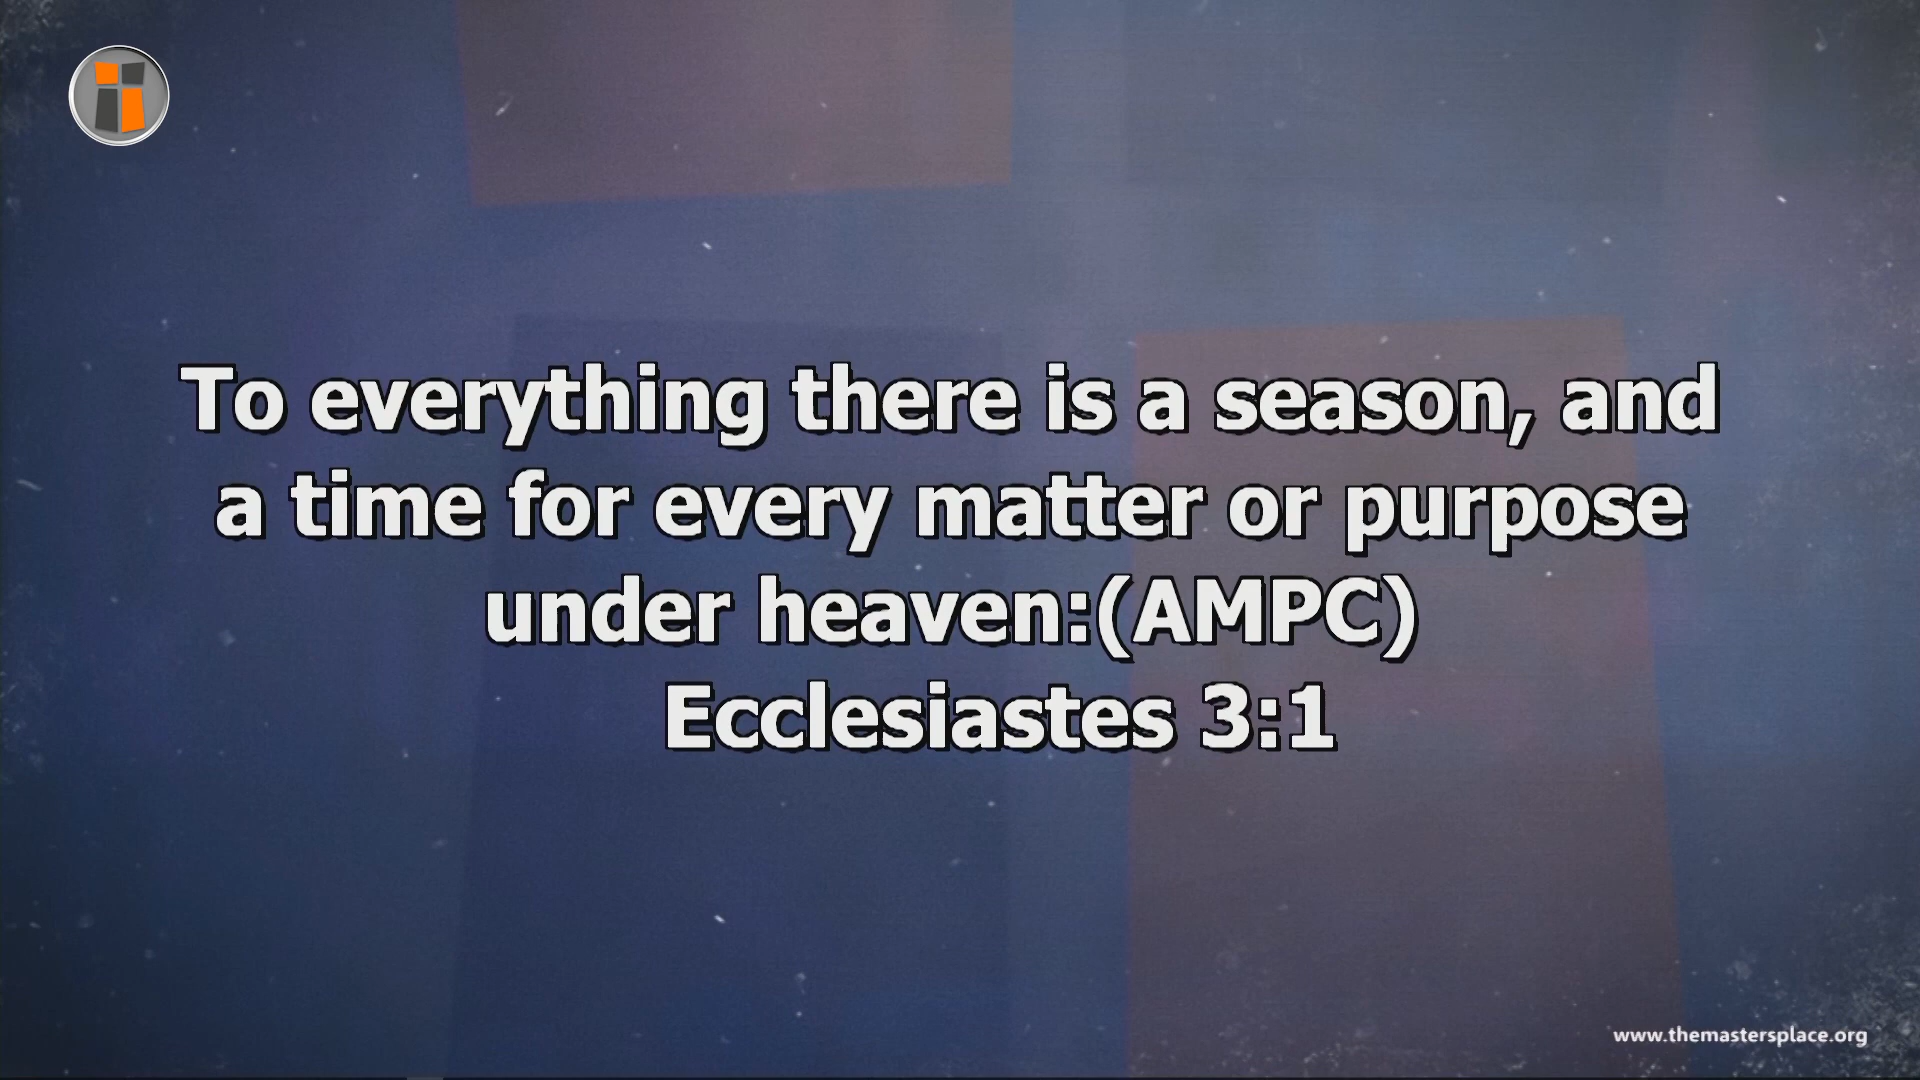 To everything there is a season, and
a time for every matter or purpose
under heaven:(AMPC)
Ecclesiastes 3:1
www.themastersplace.org